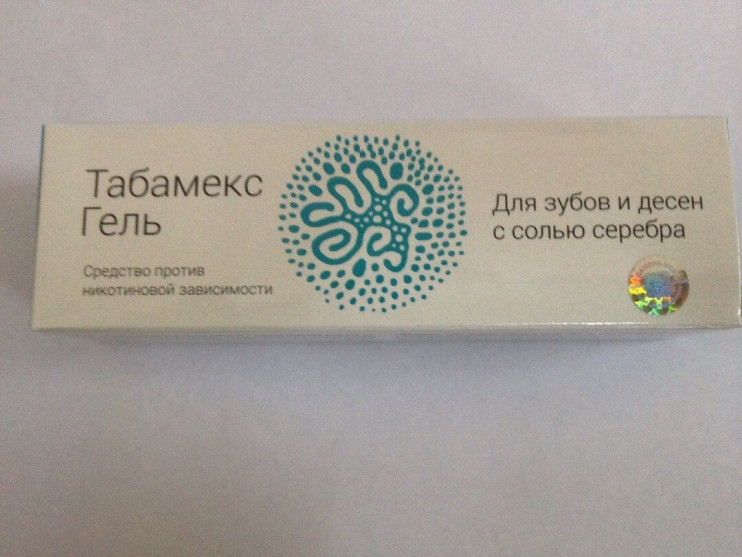 Табамекс
Гель
Средство против
никотиновой зависимости
Для зубов и десен
с солью серебра